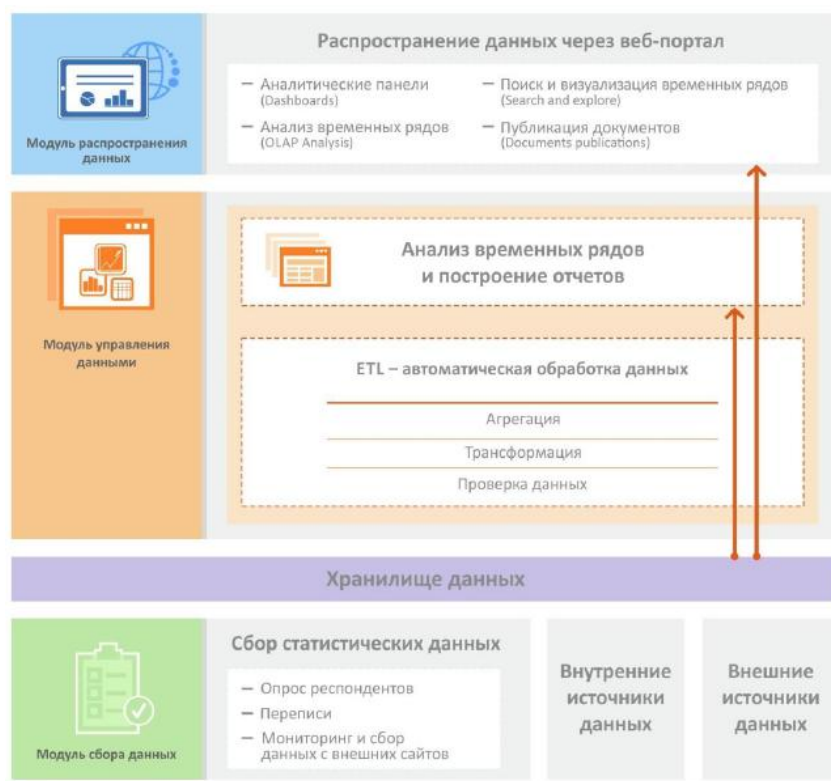 Распространение данных через веб-портал
— Аналитические панели
(Dashboards)
— Анализ временных рядов
(OLAP Analysis)
— Поиск и визуализация временных рядов
(Search and explore)
— Публикация документов
(Documents publications)
Модуль распространения
данных
Анализ временных рядов
и построение отчетов
Модуль управления
данными
ETL – автоматическая обработка данных
Агрегация
Трансформация
Проверка данных
Хранилище данных
Сбор статистических данных
— Опрос респондентов
— Переписи
— Мониторинг и сбор
данных с внешних сайтов
Модуль сбора данных
Внутренние
источники
данных
Внешние
источники
данных